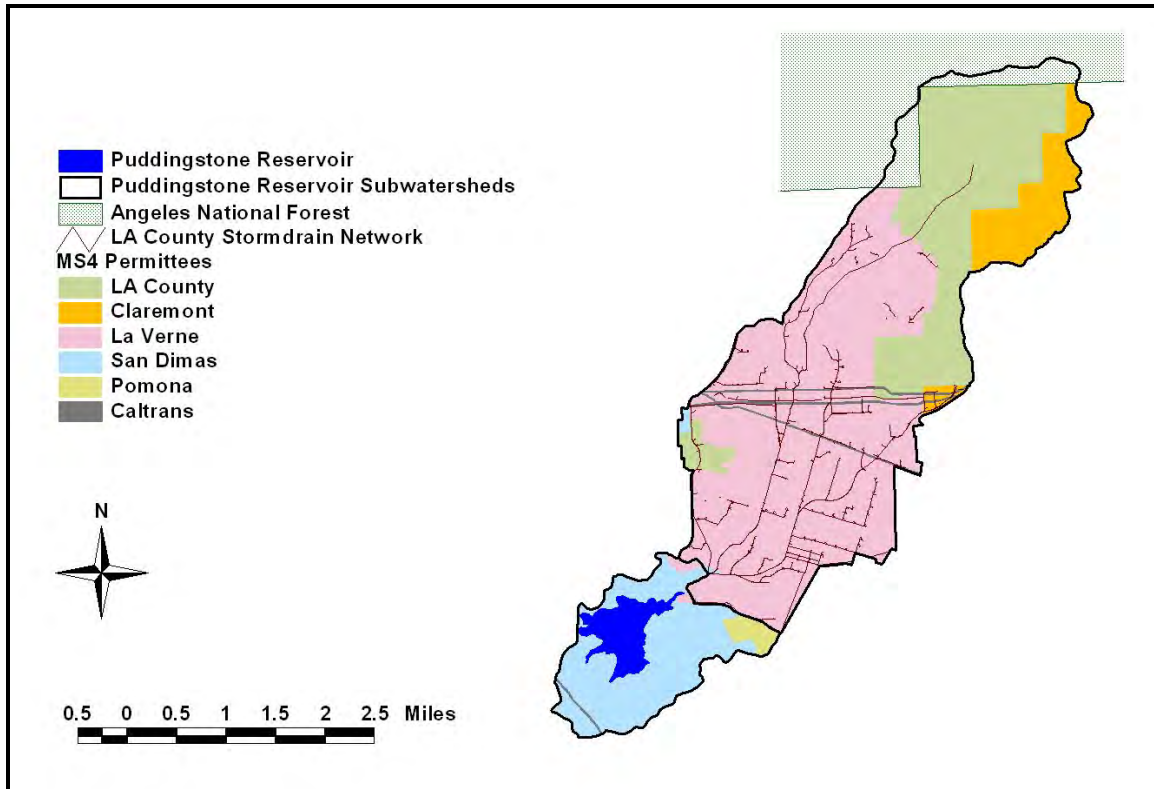 Puddingstone Reservoir
Puddingstone Reservoir Subwatersheds
Angeles National Forest
LA County Stormdrain Network
MS4 Permittees
LA County
Claremont
La Verne
San Dimas
Pomona
Caltrans
N
0.5 0 0.5 1 1.5 2 2.5 Miles